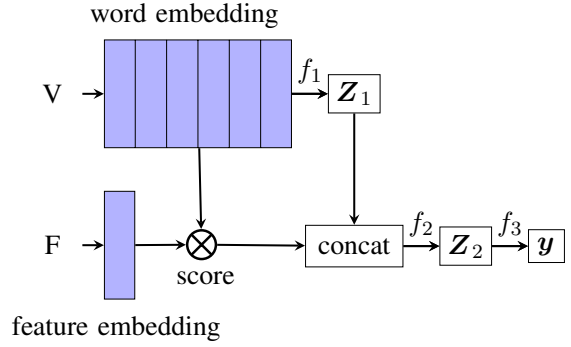 word embedding
V
f₁
Z₁
F
score
concat
f₂
Z₂
f₃
y
feature embedding